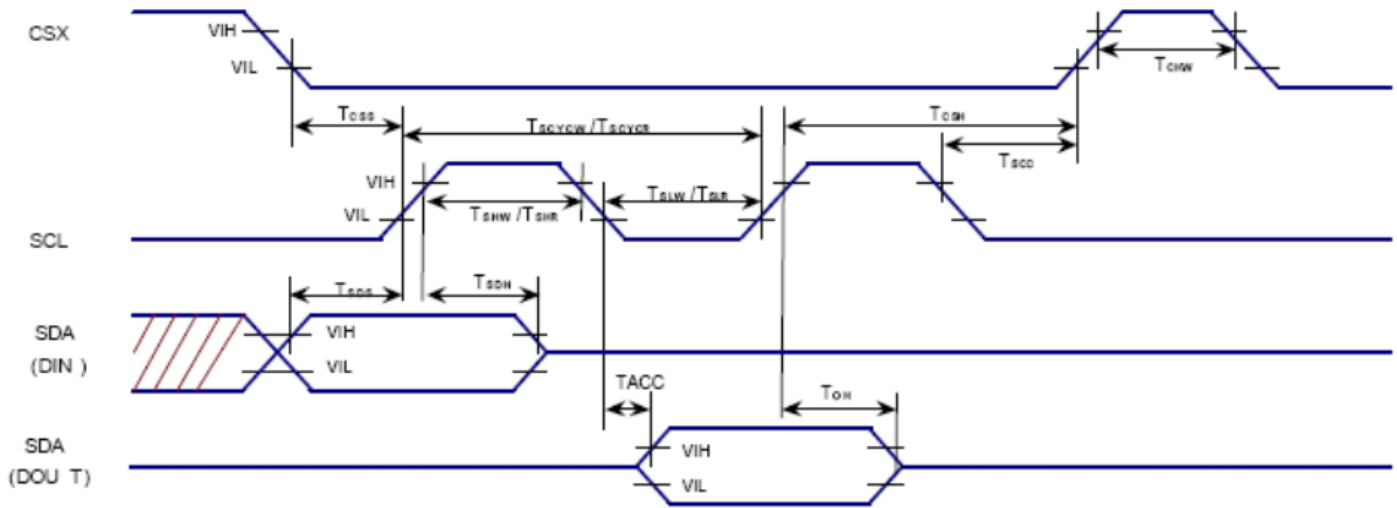 CSX
VIH
VIL
TCHW
TCSS
TSCYCW /TSCYCR
TCSH
TSCC
VIH
VIL
TSHW /TSHR
TSLW /TSLR
SCL
TSDS
TSDH
SDA
(DIN )
VIH
VIL
TACC
TOH
SDA
(DOU T)
VIH
VIL